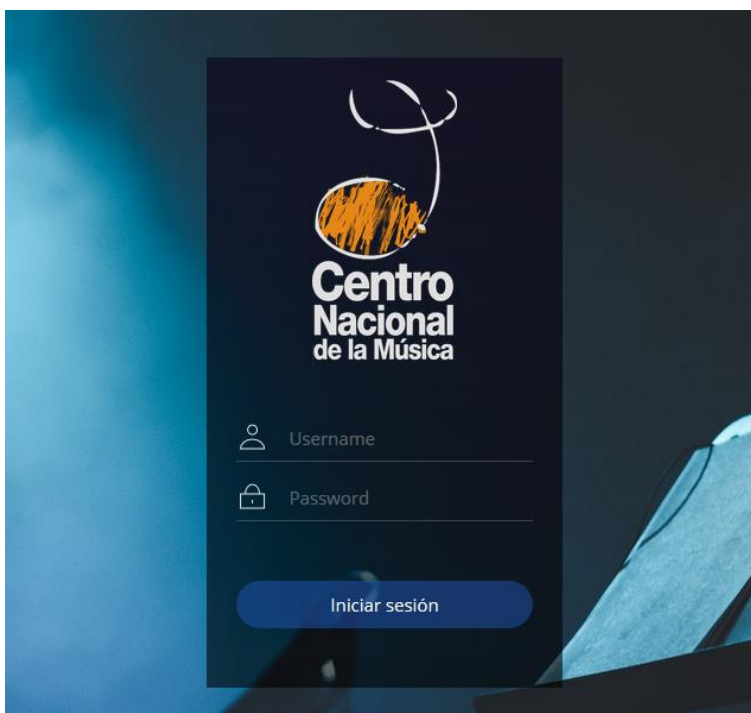 Centro
Nacional
de la Música
Username
Password
Iniciar sesión